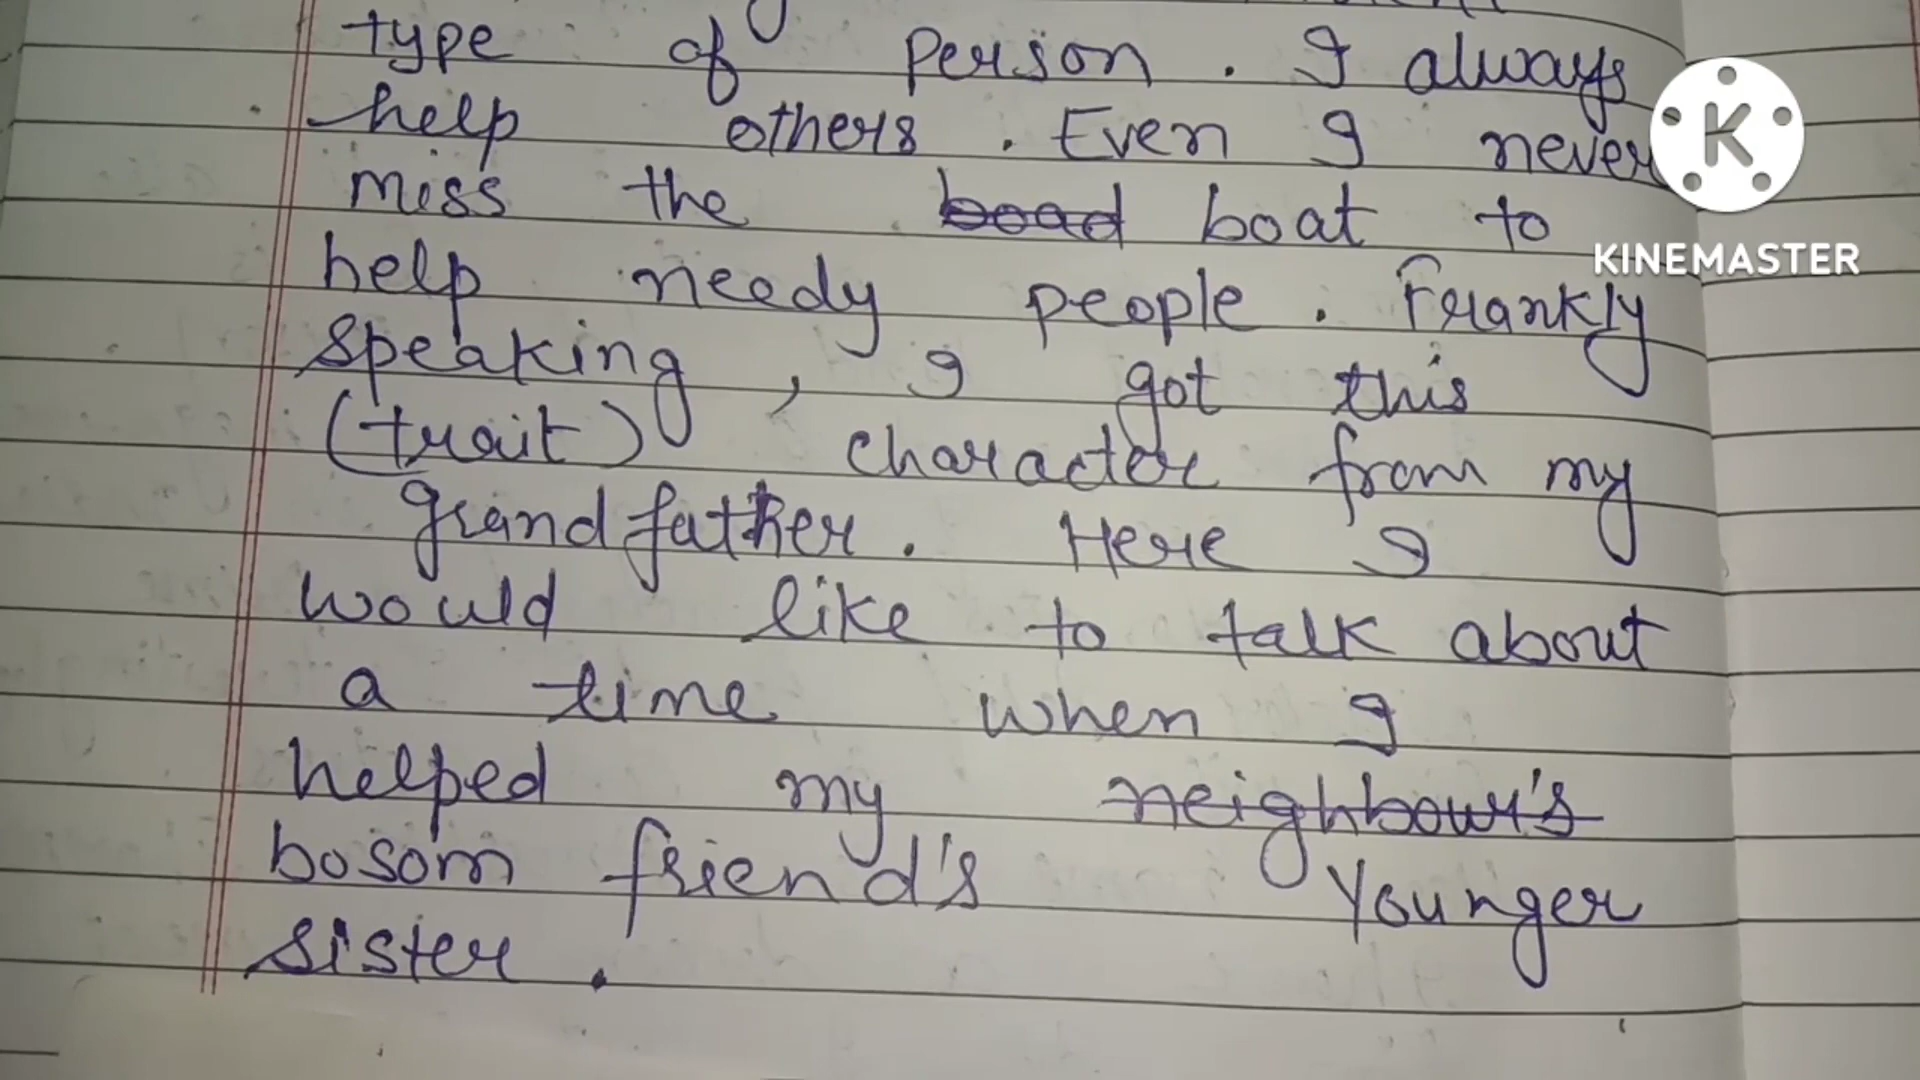 type of person. I always
help others. Even I never
miss the boad boat to
help needy people. Frankly
speaking, I got this
(trait) character from my
grandfather. Here I
would like to talk about
a time when I
helped my neighbour's
bosom friend's younger
sister.
K
KINEMASTER